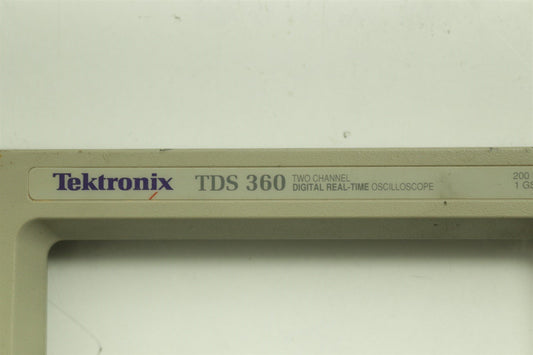 Tektronix TDS 360 TWO CHANNEL
DIGITAL REAL-TIME OSCILLOSCOPE
200
1 GS